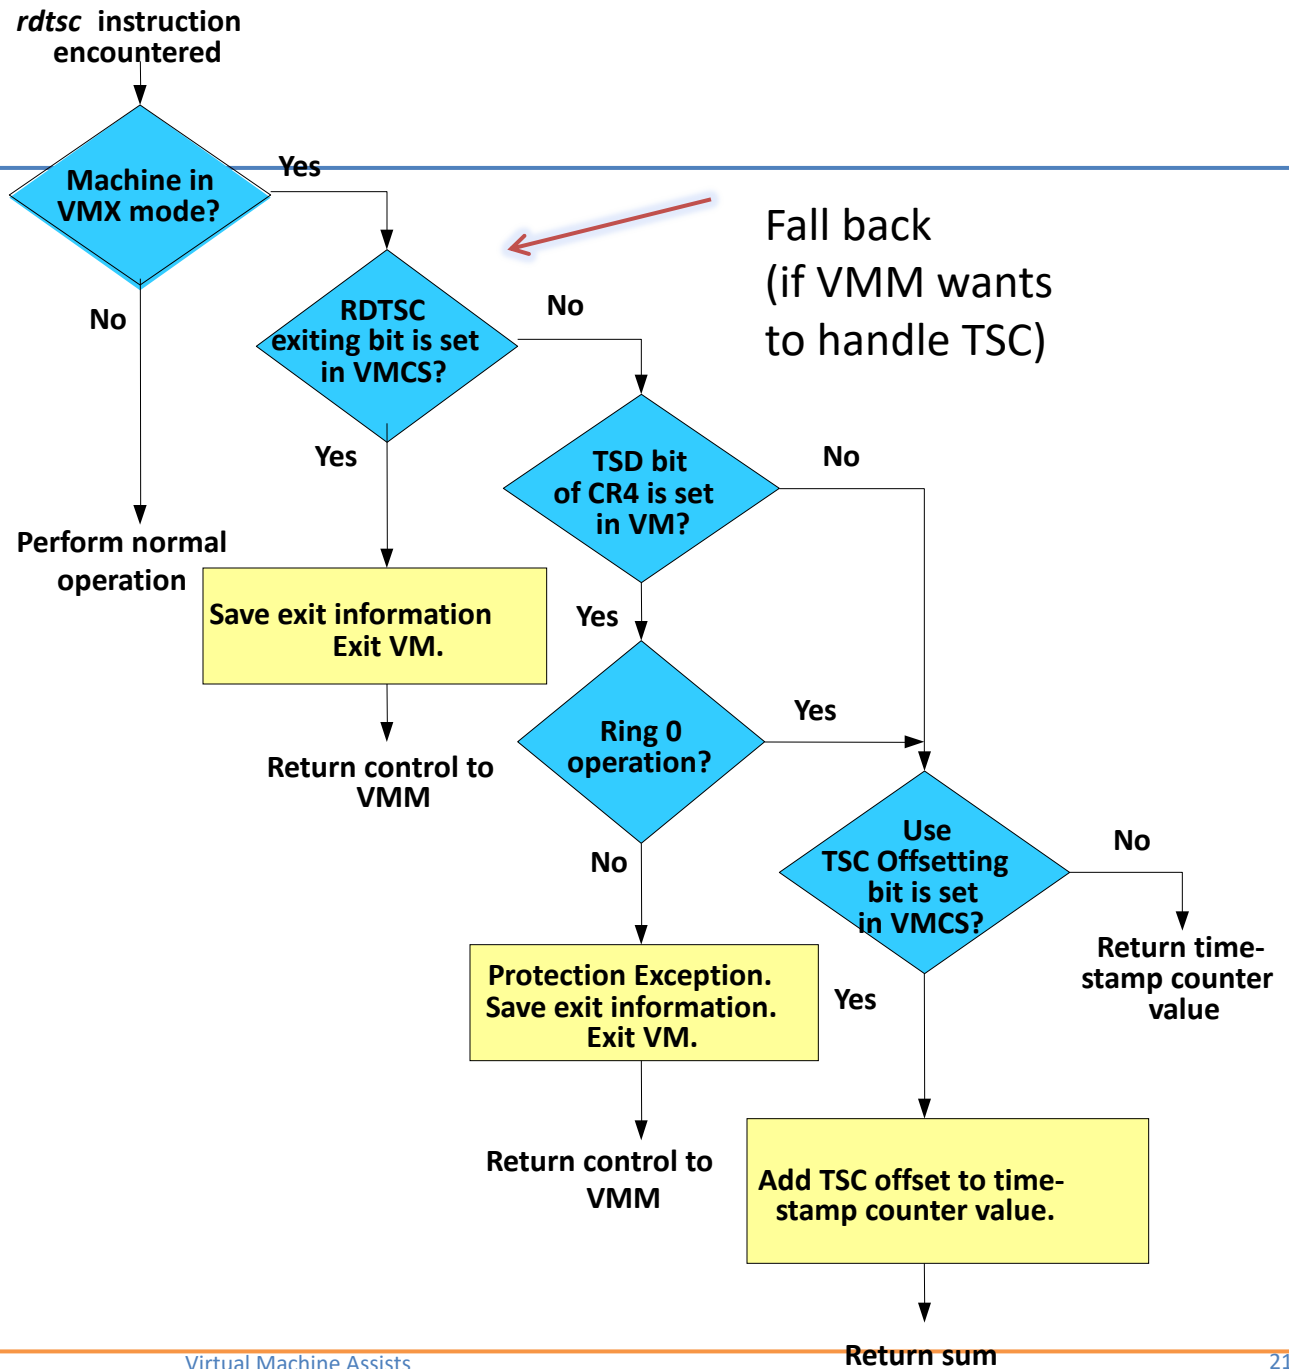 rdtsc instruction
encountered
Machine in
VMX mode?
Yes
No
Perform normal
operation
Fall back
(if VMM wants
to handle TSC)
RDTSC
exiting bit is set
in VMCS?
No
Yes
Save exit information
Exit VM.
Return control to
VMM
TSD bit
of CR4 is set
in VM?
No
Yes
Ring 0
operation?
Yes
No
Protection Exception.
Save exit information.
Exit VM.
Return control to
VMM
Use
TSC Offsetting
bit is set
in VMCS?
No
Return time-
stamp counter
value
Yes
Add TSC offset to time-
stamp counter value.
Return sum
Virtual Machine Assists
21